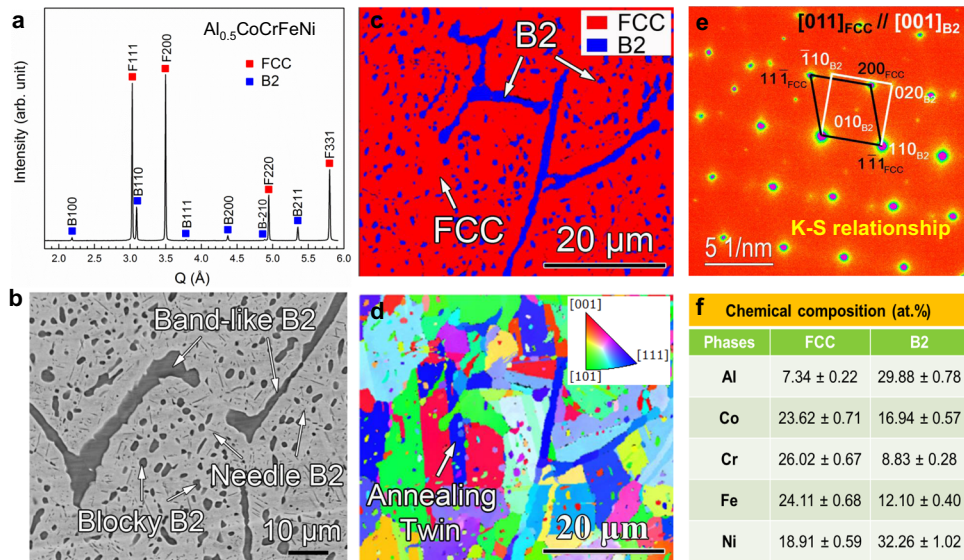 a
Al0.5CoCrFeNi
FCC
B2
Intensity (arb. unit)
B100
F111
B110
F200
B111
B200
B-210
F220
B211
F331
2.0 2.5 3.0 3.5 4.0 4.5 5.0 5.5 6.0
Q (Å)
b
Band-like B2
Needle B2
Blocky B2
10 μm
c
B2
FCC
B2
FCC
20 μm
d
[001]
[111]
[101]
Annealing
Twin
20 μm
e
[011]FCC // [001]B2
1̄10B2
111̄FCC
200FCC
020B2
010B2
110B2
11̄1FCC
K-S relationship
5 1/nm
f
Chemical composition (at.%)
Phases FCC B2
Al 7.34 ± 0.22 29.88 ± 0.78
Co 23.62 ± 0.71 16.94 ± 0.57
Cr 26.02 ± 0.67 8.83 ± 0.28
Fe 24.11 ± 0.68 12.10 ± 0.40
Ni 18.91 ± 0.59 32.26 ± 1.02